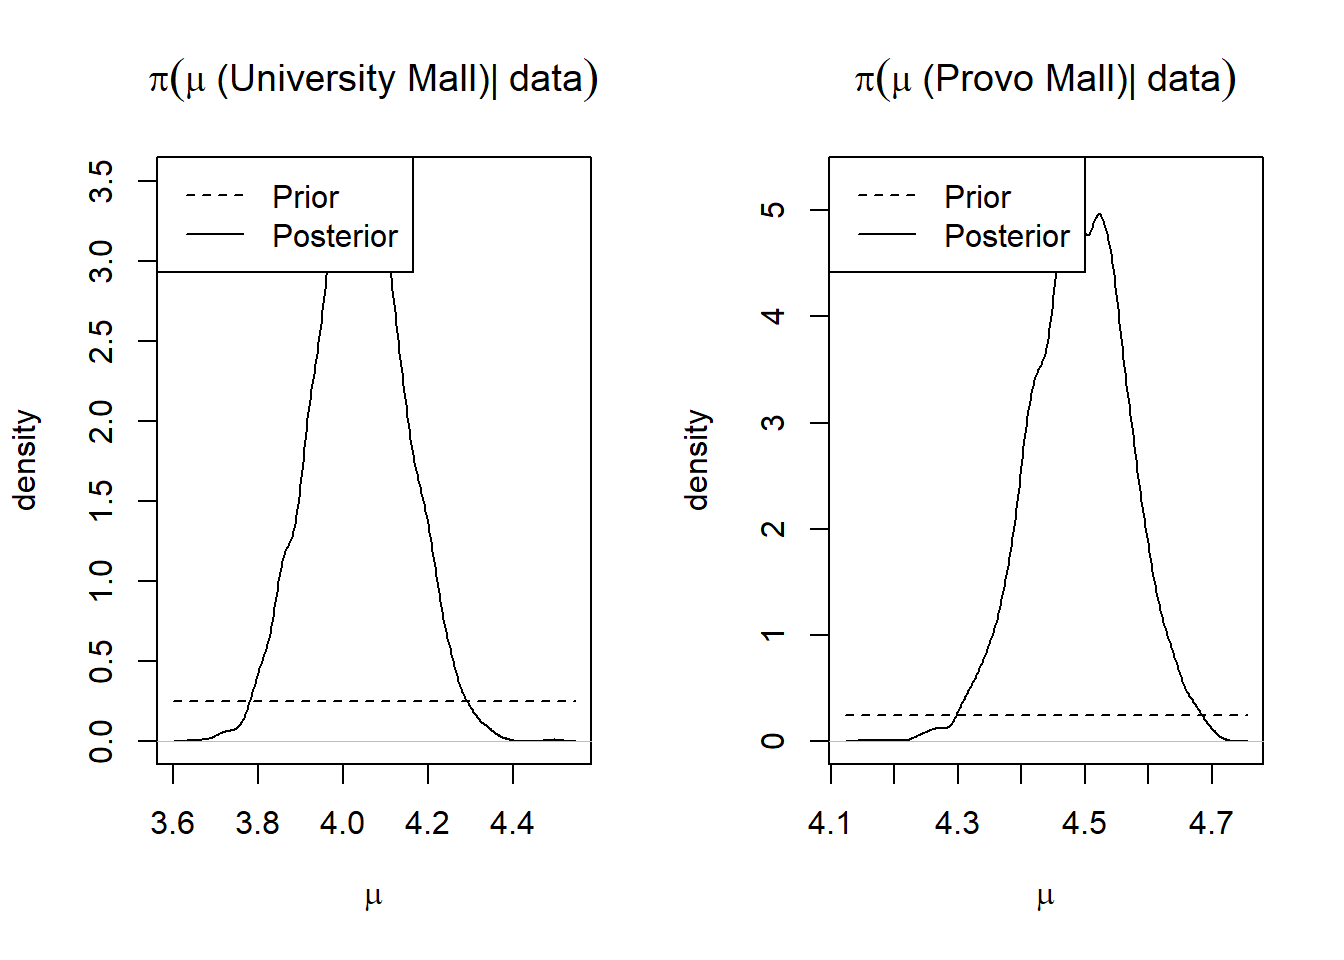 π(μ (University Mall)| data)
Prior
Posterior
3.5
3.0
2.5
2.0
1.5
1.0
0.5
0.0
density
3.6 3.8 4.0 4.2 4.4
μ
π(μ (Provo Mall)| data)
Prior
Posterior
5
4
3
2
1
0
density
4.1 4.3 4.5 4.7
μ